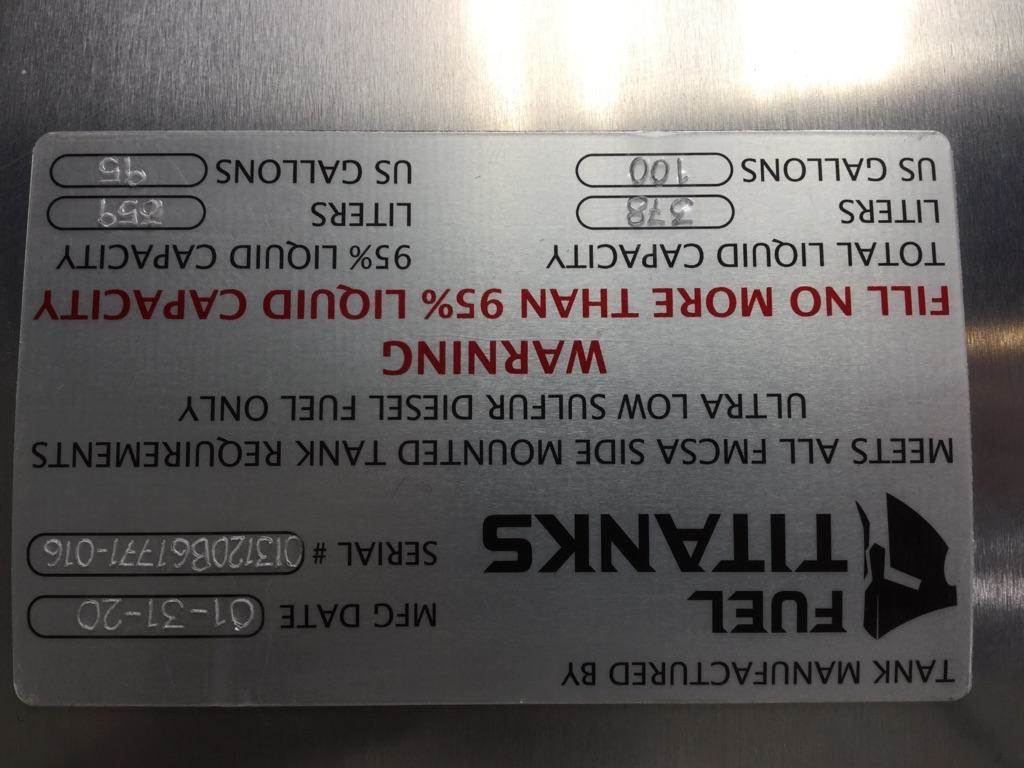 TANK MANUFACTURED BY
FUEL
TITANKS
MFG DATE 01-31-20
SERIAL # 013120B61771-016
MEETS ALL FMCSA SIDE MOUNTED TANK REQUIREMENTS
ULTRA LOW SULFUR DIESEL FUEL ONLY
WARNING
FILL NO MORE THAN 95% LIQUID CAPACITY
TOTAL LIQUID CAPACITY
LITERS 378
US GALLONS 100
95% LIQUID CAPACITY
LITERS 359
US GALLONS 95